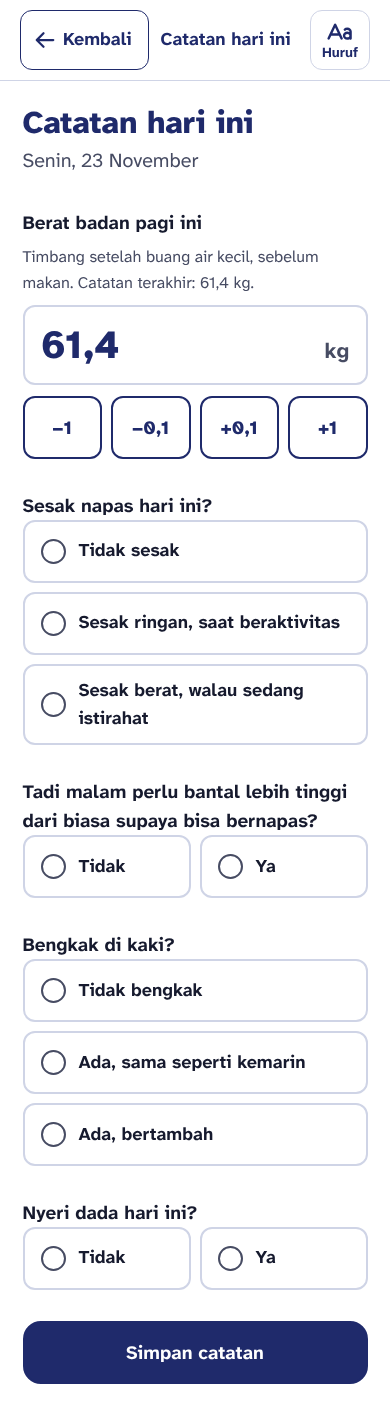 ← Kembali
Catatan hari ini
Aa
Huruf
Catatan hari ini
Senin, 23 November
Berat badan pagi ini
Timbang setelah buang air kecil, sebelum
makan. Catatan terakhir: 61,4 kg.
61,4 kg
−1 −0,1 +0,1 +1
Sesak napas hari ini?
Tidak sesak
Sesak ringan, saat beraktivitas
Sesak berat, walau sedang
istirahat
Tadi malam perlu bantal lebih tinggi
dari biasa supaya bisa bernapas?
Tidak Ya
Bengkak di kaki?
Tidak bengkak
Ada, sama seperti kemarin
Ada, bertambah
Nyeri dada hari ini?
Tidak Ya
Simpan catatan